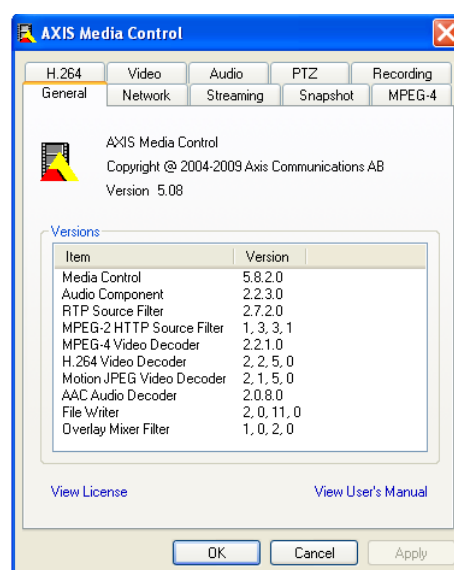 AXIS Media Control
H.264 Video Audio PTZ Recording
General Network Streaming Snapshot MPEG-4
AXIS Media Control
Copyright @ 2004-2009 Axis Communications AB
Version 5.08
Versions
Item Version
Media Control 5.8.2.0
Audio Component 2.2.3.0
RTP Source Filter 2.7.2.0
MPEG-2 HTTP Source Filter 1, 3, 3, 1
MPEG-4 Video Decoder 2.2.1.0
H.264 Video Decoder 2, 2, 5, 0
Motion JPEG Video Decoder 2, 1, 5, 0
AAC Audio Decoder 2.0.8.0
File Writer 2, 0, 11, 0
Overlay Mixer Filter 1, 0, 2, 0
View License View User's Manual
OK Cancel Apply